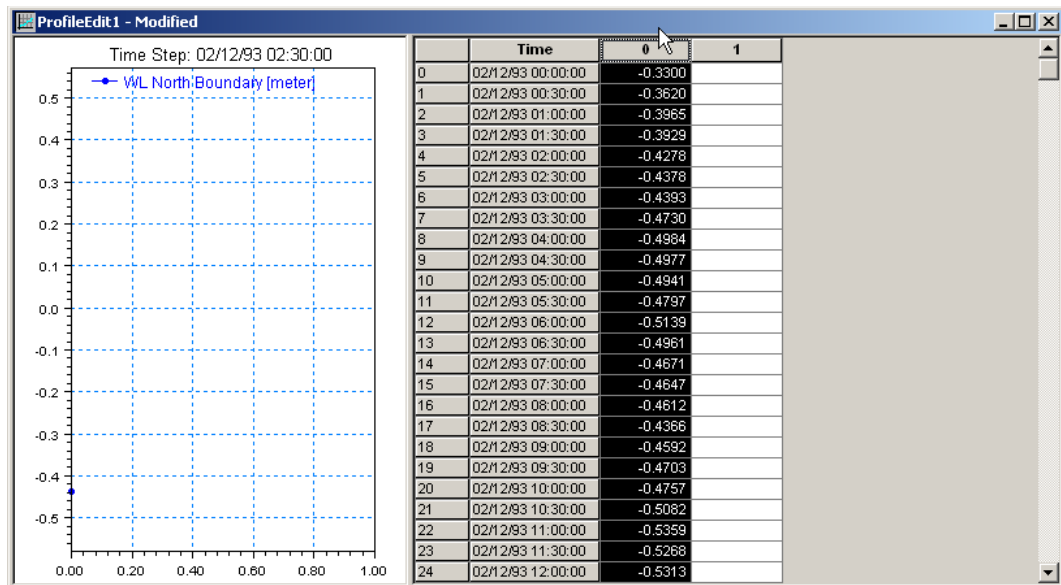 ProfileEdit1 - Modified
Time Step: 02/12/93 02:30:00
WL North Boundary [meter]
0.5
0.4
0.3
0.2
0.1
0.0
-0.1
-0.2
-0.3
-0.4
-0.5
0.00 0.20 0.40 0.60 0.80 1.00
Time 0 1
0 02/12/93 00:00:00 -0.3300
1 02/12/93 00:30:00 -0.3620
2 02/12/93 01:00:00 -0.3965
3 02/12/93 01:30:00 -0.3929
4 02/12/93 02:00:00 -0.4278
5 02/12/93 02:30:00 -0.4378
6 02/12/93 03:00:00 -0.4393
7 02/12/93 03:30:00 -0.4730
8 02/12/93 04:00:00 -0.4984
9 02/12/93 04:30:00 -0.4977
10 02/12/93 05:00:00 -0.4941
11 02/12/93 05:30:00 -0.4797
12 02/12/93 06:00:00 -0.5139
13 02/12/93 06:30:00 -0.4961
14 02/12/93 07:00:00 -0.4671
15 02/12/93 07:30:00 -0.4647
16 02/12/93 08:00:00 -0.4612
17 02/12/93 08:30:00 -0.4366
18 02/12/93 09:00:00 -0.4592
19 02/12/93 09:30:00 -0.4703
20 02/12/93 10:00:00 -0.4757
21 02/12/93 10:30:00 -0.5082
22 02/12/93 11:00:00 -0.5359
23 02/12/93 11:30:00 -0.5268
24 02/12/93 12:00:00 -0.5313